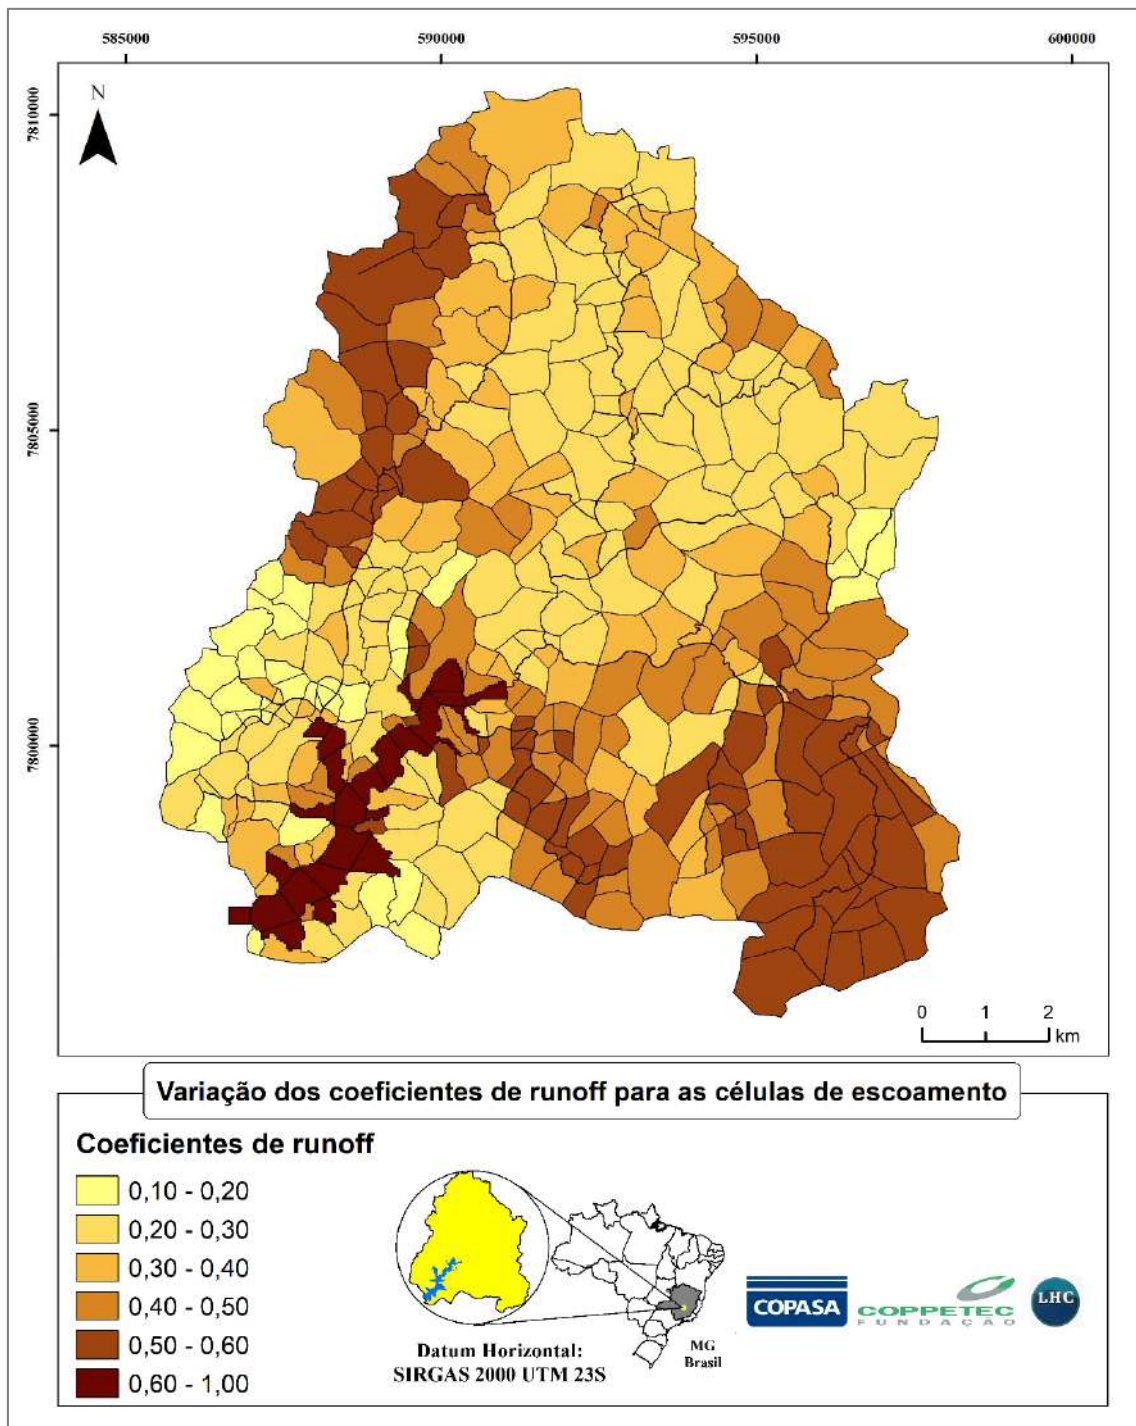 585000 590000 595000 600000
7810000
N
7805000
7800000
0 1 2
km
Variação dos coeficientes de runoff para as células de escoamento
Coeficientes de runoff
0,10 - 0,20
0,20 - 0,30
0,30 - 0,40
0,40 - 0,50
0,50 - 0,60
0,60 - 1,00
Datum Horizontal:
SIRGAS 2000 UTM 23S
MG
Brasil
COPASA
COPPETEC
FUNDAÇÃO
LHC